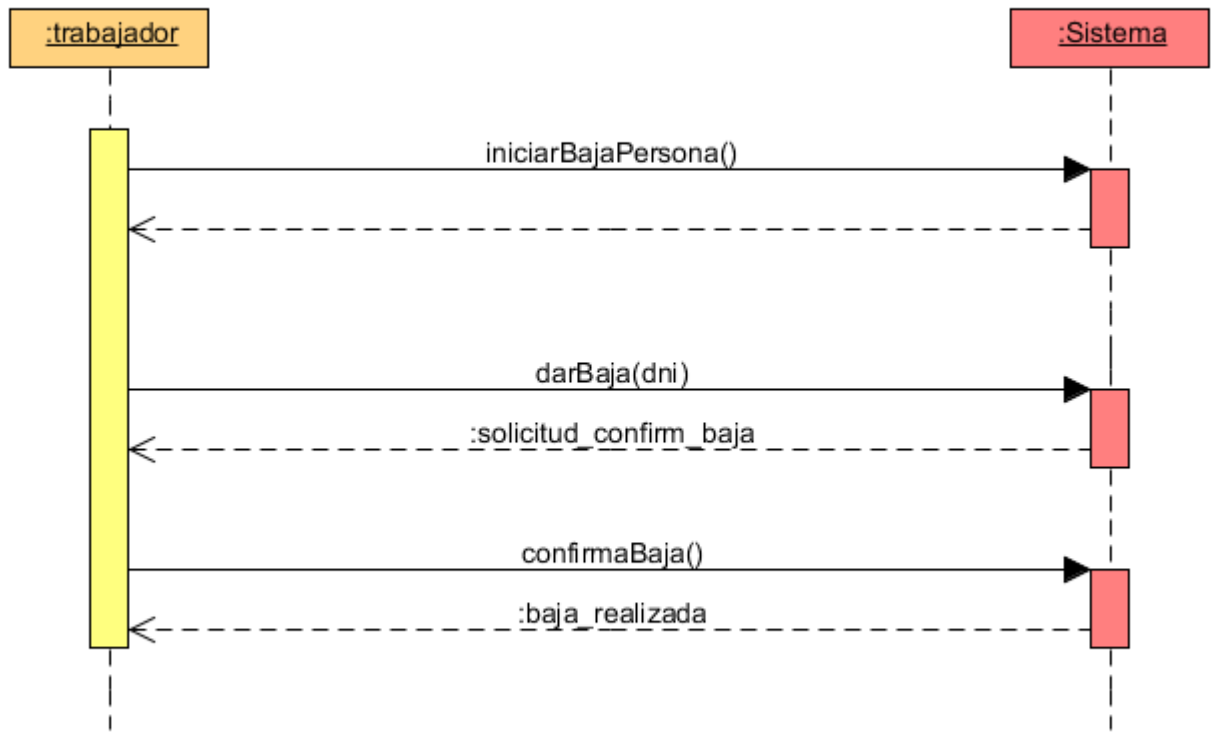 :trabajador
:Sistema
iniciarBajaPersona()
darBaja(dni)
:solicitud_confirm_baja
confirmaBaja()
:baja_realizada